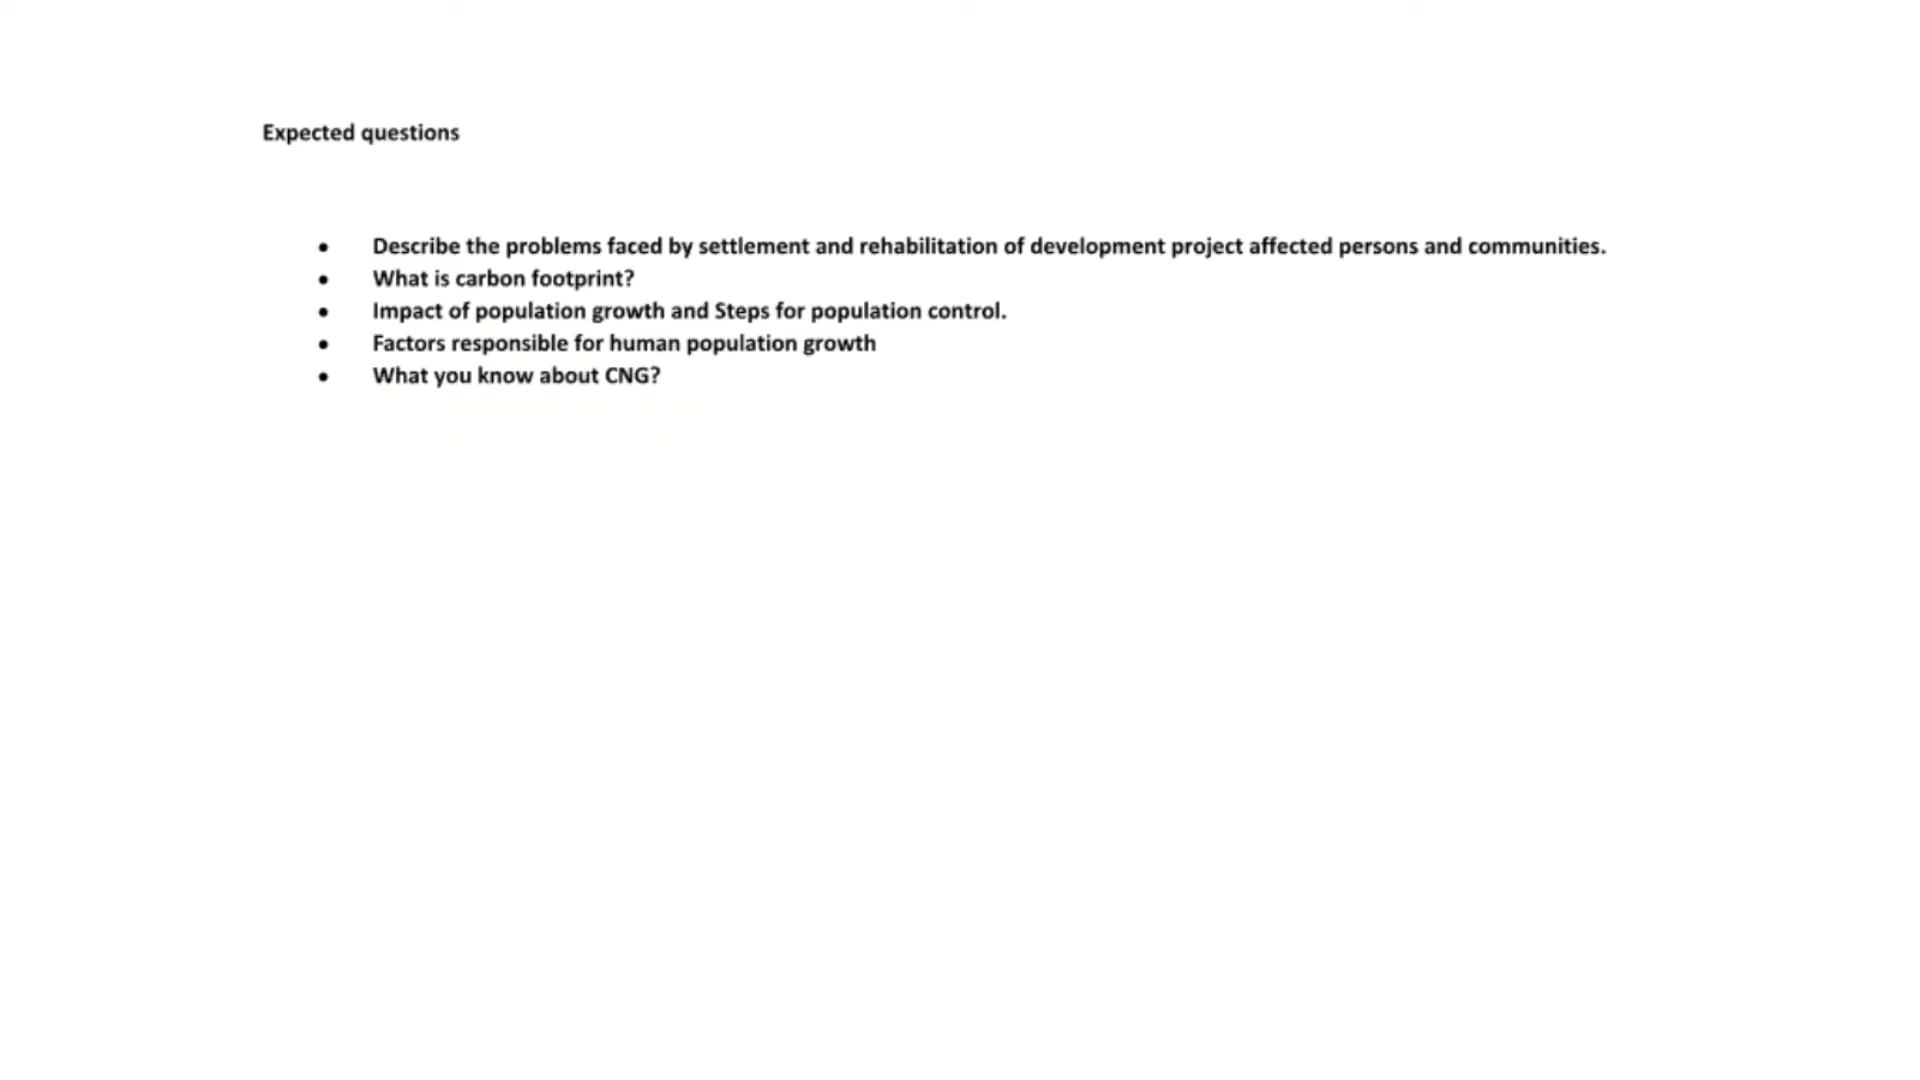 Expected questions
• Describe the problems faced by settlement and rehabilitation of development project affected persons and communities.
• What is carbon footprint?
• Impact of population growth and Steps for population control.
• Factors responsible for human population growth
• What you know about CNG?